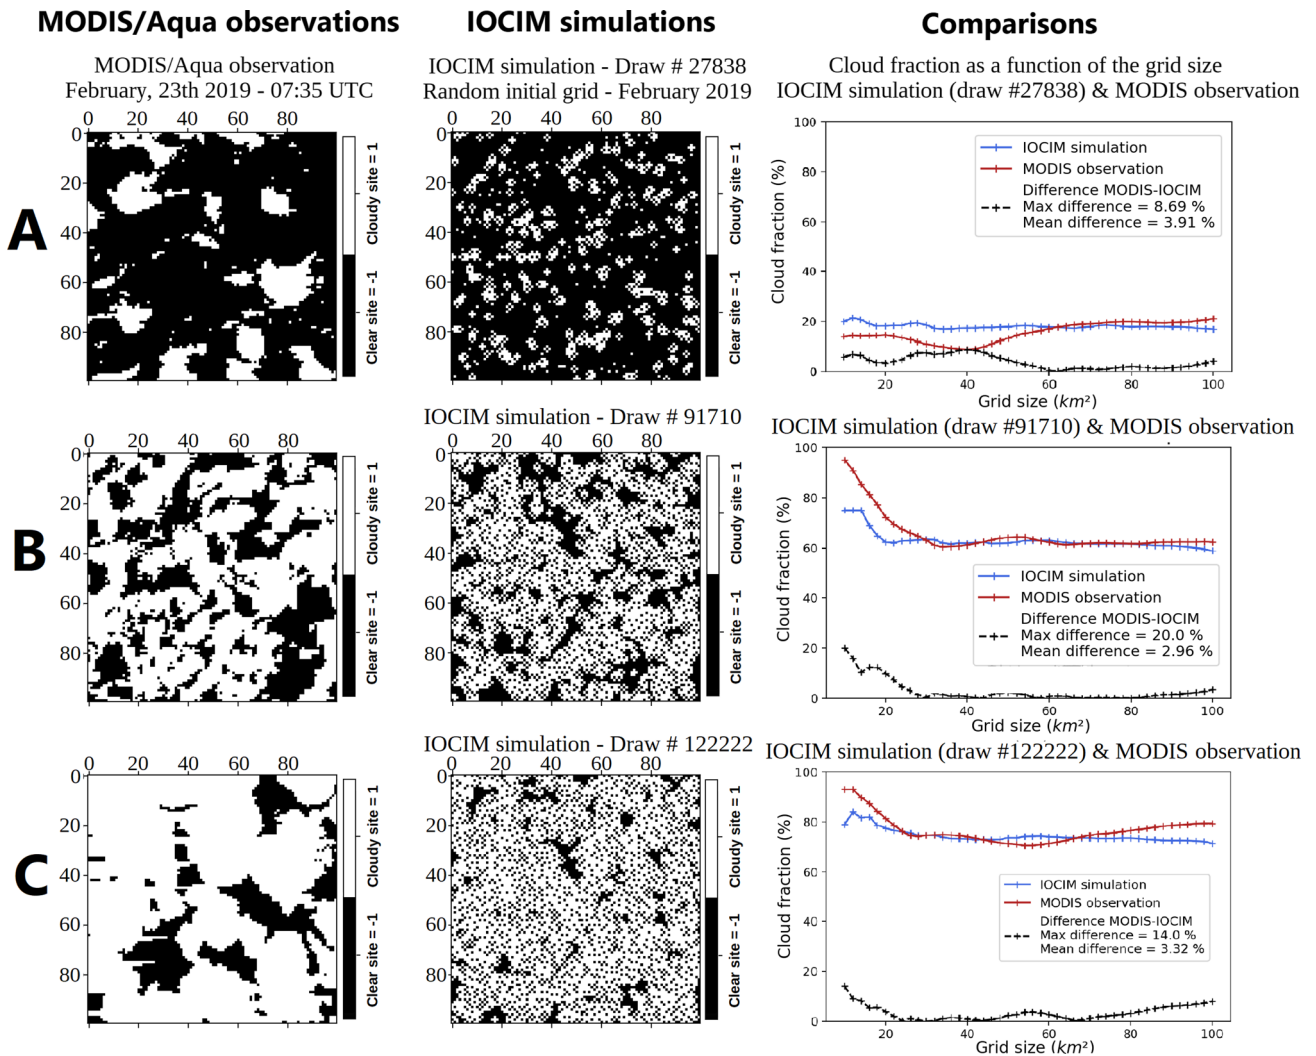 MODIS/Aqua observations
IOCIM simulations
Comparisons
MODIS/Aqua observation
February, 23th 2019 - 07:35 UTC
IOCIM simulation - Draw # 27838
Random initial grid - February 2019
Cloud fraction as a function of the grid size
IOCIM simulation (draw #27838) & MODIS observation
A
0 20 40 60 80
0
20
40
60
80
Cloudy site = 1
Clear site = -1
0 20 40 60 80
0
20
40
60
80
Cloudy site = 1
Clear site = -1
Cloud fraction (%)
100
80
60
40
20
0
IOCIM simulation
MODIS observation
Difference MODIS-IOCIM
Max difference = 8.69 %
Mean difference = 3.91 %
20 40 60 80 100
Grid size (km²)
IOCIM simulation - Draw # 91710
IOCIM simulation (draw #91710) & MODIS observation
B
0 20 40 60 80
0
20
40
60
80
Cloudy site = 1
Clear site = -1
0 20 40 60 80
0
20
40
60
80
Cloudy site = 1
Clear site = -1
Cloud fraction (%)
100
80
60
40
20
0
IOCIM simulation
MODIS observation
Difference MODIS-IOCIM
Max difference = 20.0 %
Mean difference = 2.96 %
20 40 60 80 100
Grid size (km²)
IOCIM simulation - Draw # 122222
IOCIM simulation (draw #122222) & MODIS observation
C
0 20 40 60 80
0
20
40
60
80
Cloudy site = 1
Clear site = -1
0 20 40 60 80
0
20
40
60
80
Cloudy site = 1
Clear site = -1
Cloud fraction (%)
100
80
60
40
20
0
IOCIM simulation
MODIS observation
Difference MODIS-IOCIM
Max difference = 14.0 %
Mean difference = 3.32 %
20 40 60 80 100
Grid size (km²)